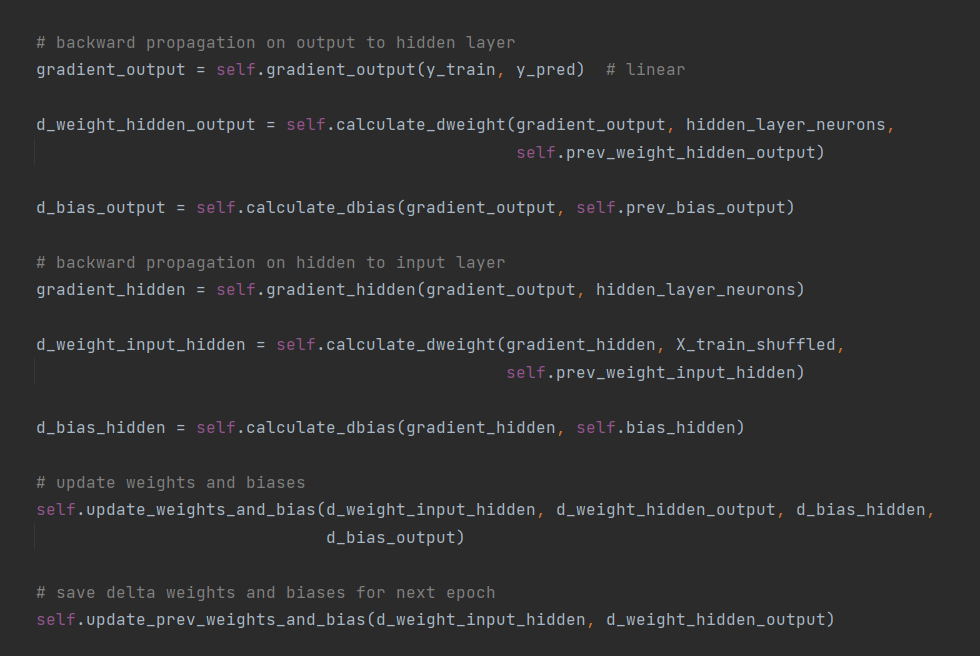 # backward propagation on output to hidden layer
gradient_output = self.gradient_output(y_train, y_pred)  # linear
d_weight_hidden_output = self.calculate_dweight(gradient_output, hidden_layer_neurons,
self.prev_weight_hidden_output)
d_bias_output = self.calculate_dbias(gradient_output, self.prev_bias_output)
# backward propagation on hidden to input layer
gradient_hidden = self.gradient_hidden(gradient_output, hidden_layer_neurons)
d_weight_input_hidden = self.calculate_dweight(gradient_hidden, X_train_shuffled,
self.prev_weight_input_hidden)
d_bias_hidden = self.calculate_dbias(gradient_hidden, self.bias_hidden)
# update weights and biases
self.update_weights_and_bias(d_weight_input_hidden, d_weight_hidden_output, d_bias_hidden,
d_bias_output)
# save delta weights and biases for next epoch
self.update_prev_weights_and_bias(d_weight_input_hidden, d_weight_hidden_output)